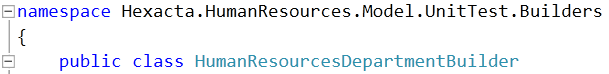 namespace Hexacta.HumanResources.Model.UnitTest.Builders
{
public class HumanResourcesDepartmentBuilder